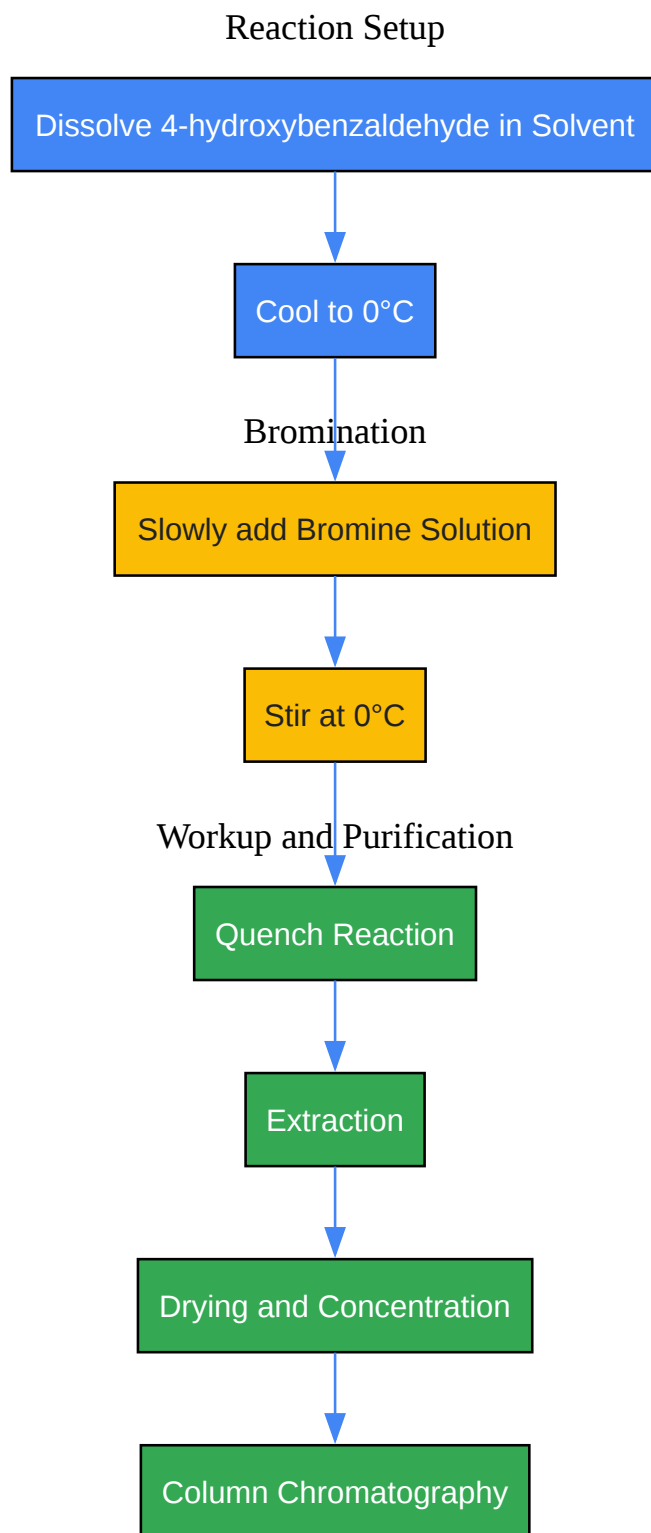 Reaction Setup
Dissolve 4-hydroxybenzaldehyde in Solvent
Cool to 0°C
Bromination
Slowly add Bromine Solution
Stir at 0°C
Workup and Purification
Quench Reaction
Extraction
Drying and Concentration
Column Chromatography